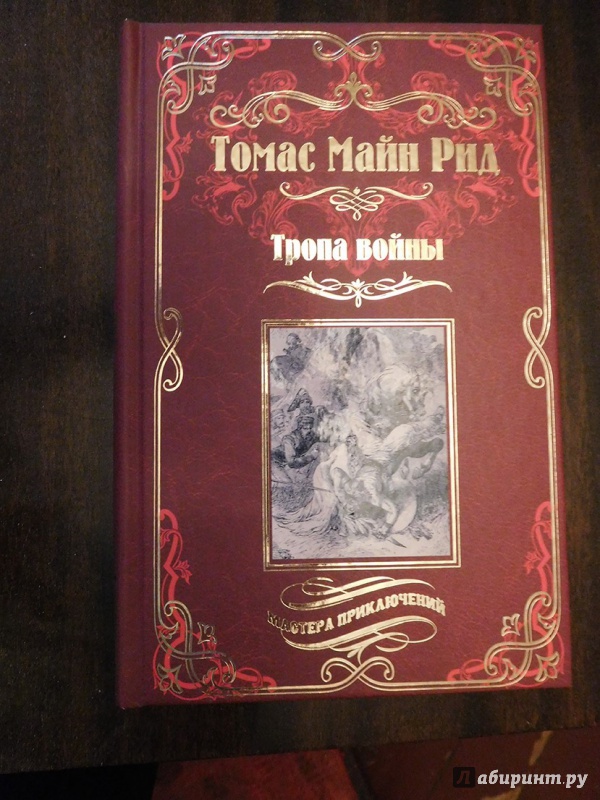 Томас Майн Рид
Тропа войны
МАСТЕРА ПРИКЛЮЧЕНИЙ
лабиринт.ру